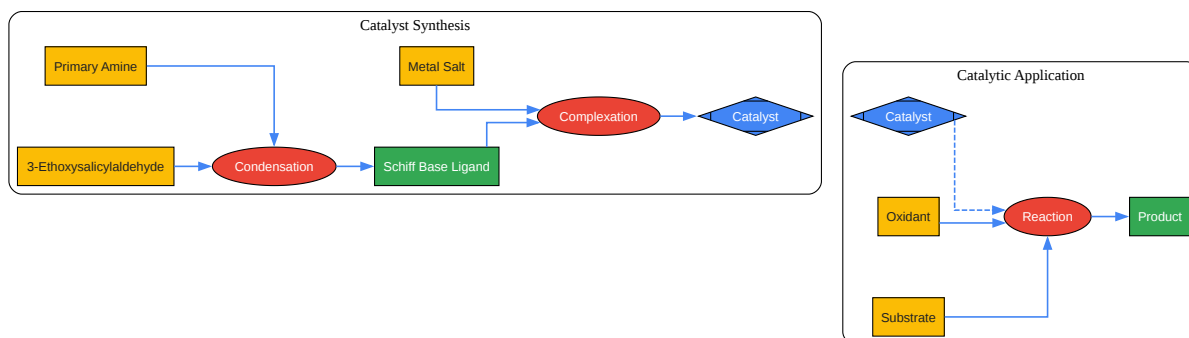 Catalyst Synthesis
Primary Amine
Metal Salt
Complexation
Catalyst
3-Ethoxysalicylaldehyde
Condensation
Schiff Base Ligand
Catalytic Application
Catalyst
Oxidant
Reaction
Product
Substrate